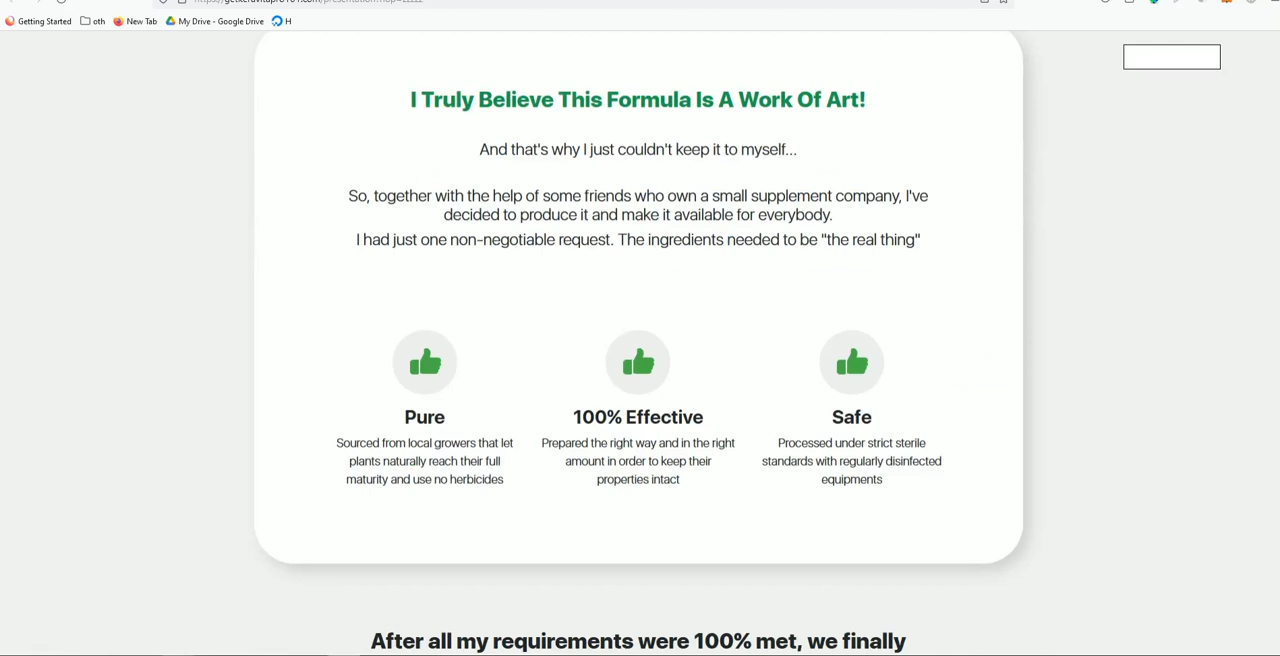 Getting Started oth New Tab My Drive - Google Drive H
I Truly Believe This Formula Is A Work Of Art!
And that's why I just couldn't keep it to myself...
So, together with the help of some friends who own a small supplement company, I've
decided to produce it and make it available for everybody.
I had just one non-negotiable request. The ingredients needed to be "the real thing"
Pure
Sourced from local growers that let
plants naturally reach their full
maturity and use no herbicides
100% Effective
Prepared the right way and in the right
amount in order to keep their
properties intact
Safe
Processed under strict sterile
standards with regularly disinfected
equipments
After all my requirements were 100% met, we finally